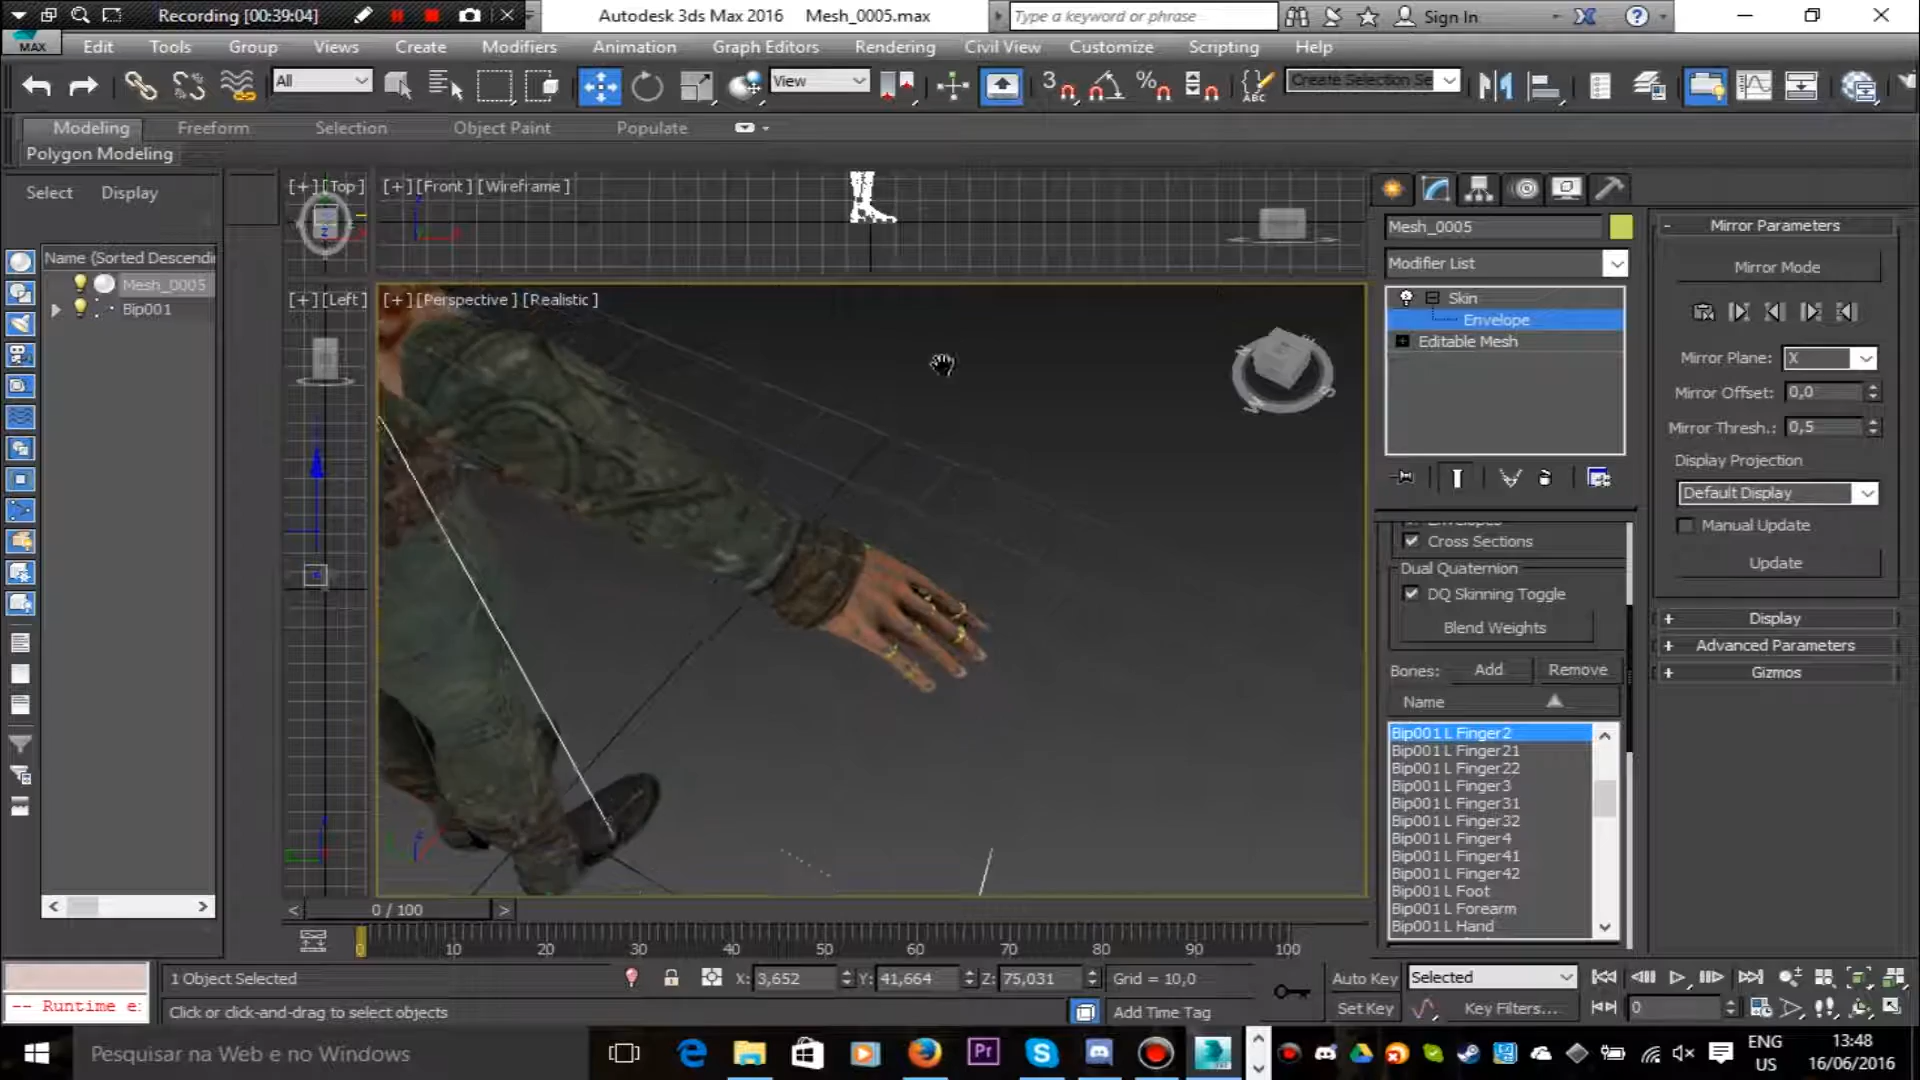 Recording [00:39:04]
Autodesk 3ds Max 2016 Mesh_0005.max
Type a keyword or phrase
Sign In
MAX
Edit Tools Group Views Create Modifiers Animation Graph Editors Rendering Civil View Customize Scripting Help
All
View
3
ABC
Create Selection Se
Modeling Freeform Selection Object Paint Populate
Polygon Modeling
Select Display
Name (Sorted Descendin
Mesh_0005
Bip001
[+][Top]
[+][Front][Wireframe]
[+][Left]
[+][Perspective][Realistic]
Mesh_0005
Modifier List
Skin
Envelope
Editable Mesh
Cross Sections
Dual Quaternion
DQ Skinning Toggle
Blend Weights
Bones: Add Remove
Name
Bip001 L Finger2
Bip001 L Finger21
Bip001 L Finger22
Bip001 L Finger3
Bip001 L Finger31
Bip001 L Finger32
Bip001 L Finger4
Bip001 L Finger41
Bip001 L Finger42
Bip001 L Foot
Bip001 L Forearm
Bip001 L Hand
- Mirror Parameters
Mirror Mode
Mirror Plane: X
Mirror Offset: 0,0
Mirror Thresh.: 0,5
Display Projection
Default Display
Manual Update
Update
+ Display
+ Advanced Parameters
+ Gizmos
< 0 / 100 >
0 10 20 30 40 50 60 70 80 90 100
1 Object Selected
X: 3,652 Y: 41,664 Z: 75,031 Grid = 10,0
Auto Key Selected
-- Runtime e:
Click or click-and-drag to select objects
Add Time Tag
Set Key Key Filters... 0
Pesquisar na Web e no Windows
Pr
ENG
US
13:48
16/06/2016